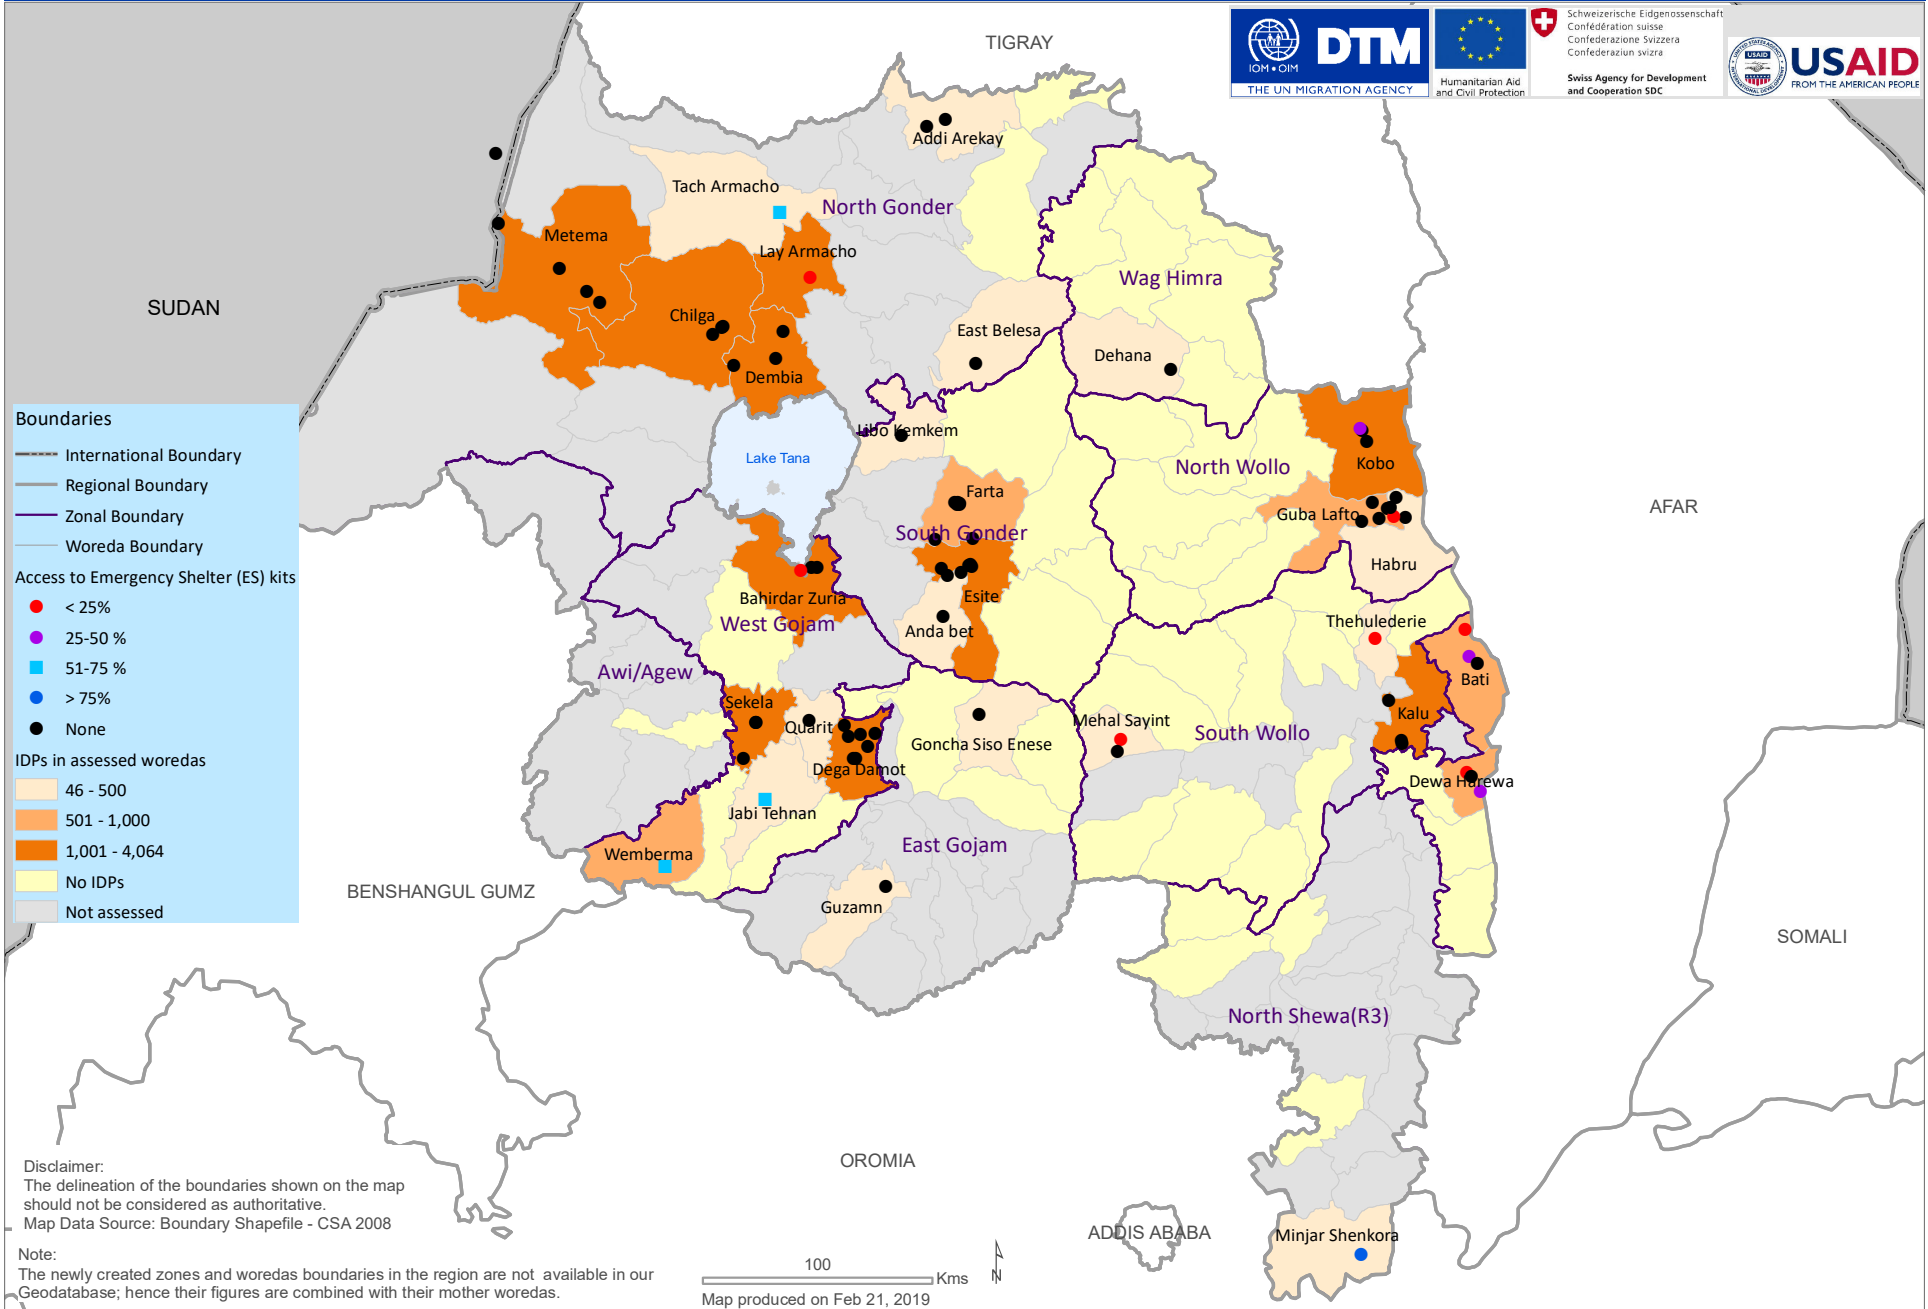 TIGRAY
IOM • OIM
DTM
THE UN MIGRATION AGENCY
Humanitarian Aid
and Civil Protection
Schweizerische Eidgenossenschaft
Confédération suisse
Confederazione Svizzera
Confederaziun svizra
Swiss Agency for Development
and Cooperation SDC
USAID
FROM THE AMERICAN PEOPLE
Addi Arekay
Tach Armacho
North Gonder
Metema
Lay Armacho
Wag Himra
SUDAN
Chilga
East Belesa
Dehana
Dembia
Libo Kemkem
Lake Tana
North Wollo
Kobo
Farta
Guba Lafto
AFAR
South Gonder
Habru
Bahirdar Zuria
Esite
West Gojam
Anda bet
Thehulederie
Awi/Agew
Bati
Sekela
Quarit
Kalu
Mehal Sayint
South Wollo
Goncha Siso Enese
Dega Damot
Dewa Harewa
Jabi Tehnan
East Gojam
Wemberma
BENSHANGUL GUMZ
Guzamn
SOMALI
North Shewa(R3)
OROMIA
ADDIS ABABA
Minjar Shenkora
Boundaries
International Boundary
Regional Boundary
Zonal Boundary
Woreda Boundary
Access to Emergency Shelter (ES) kits
< 25%
25-50 %
51-75 %
> 75%
None
IDPs in assessed woredas
46 - 500
501 - 1,000
1,001 - 4,064
No IDPs
Not assessed
Disclaimer:
The delineation of the boundaries shown on the map
should not be considered as authoritative.
Map Data Source: Boundary Shapefile - CSA 2008
Note:
The newly created zones and woredas boundaries in the region are not available in our
Geodatabase; hence their figures are combined with their mother woredas.
100
Kms
N
Map produced on Feb 21, 2019